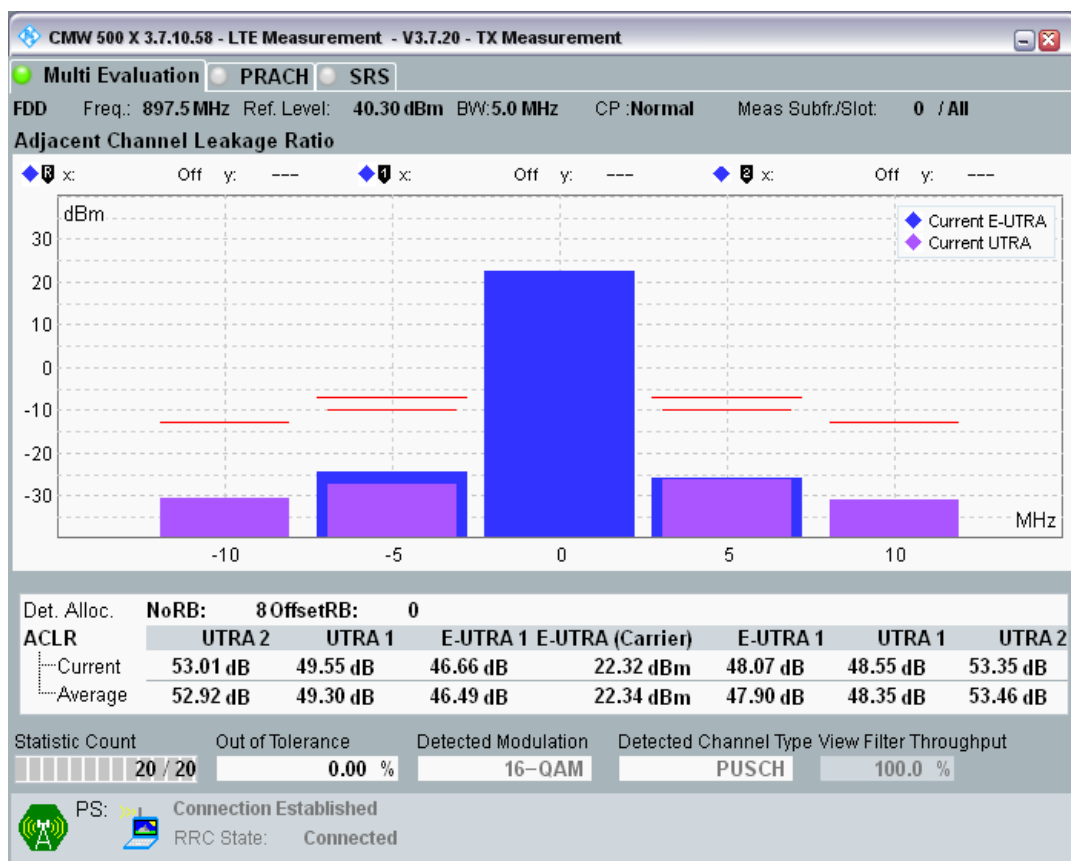 CMW 500 X 3.7.10.58 - LTE Measurement - V3.7.20 - TX Measurement
Multi Evaluation PRACH SRS
FDD Freq.: 897.5 MHz Ref. Level: 40.30 dBm BW:5.0 MHz CP :Normal Meas Subfr./Slot: 0 / All
Adjacent Channel Leakage Ratio
R x: Off y: --- 1 x: Off y: --- 2 x: Off y: ---
dBm
Current E-UTRA
Current UTRA
30
20
10
0
-10
-20
-30
MHz
-10 -5 0 5 10
Det. Alloc. NoRB: 8 OffsetRB: 0
ACLR UTRA 2 UTRA 1 E-UTRA 1 E-UTRA (Carrier) E-UTRA 1 UTRA 1 UTRA 2
Current 53.01 dB 49.55 dB 46.66 dB 22.32 dBm 48.07 dB 48.55 dB 53.35 dB
Average 52.92 dB 49.30 dB 46.49 dB 22.34 dBm 47.90 dB 48.35 dB 53.46 dB
Statistic Count Out of Tolerance Detected Modulation Detected Channel Type View Filter Throughput
20 / 20 0.00 % 16-QAM PUSCH 100.0 %
PS: Connection Established
RRC State: Connected